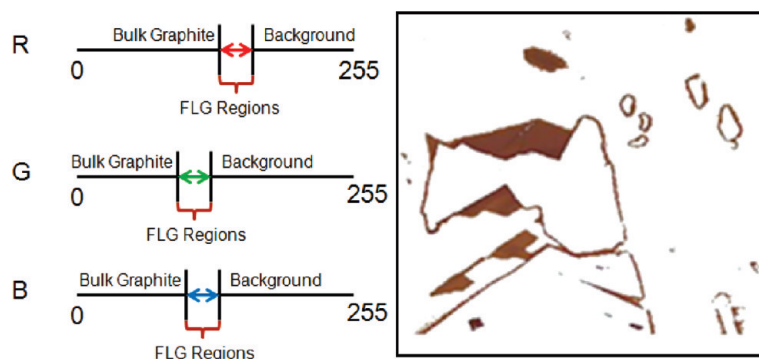 R
Bulk Graphite Background
0 255
FLG Regions
G
Bulk Graphite Background
0 255
FLG Regions
B
Bulk Graphite Background
0 255
FLG Regions